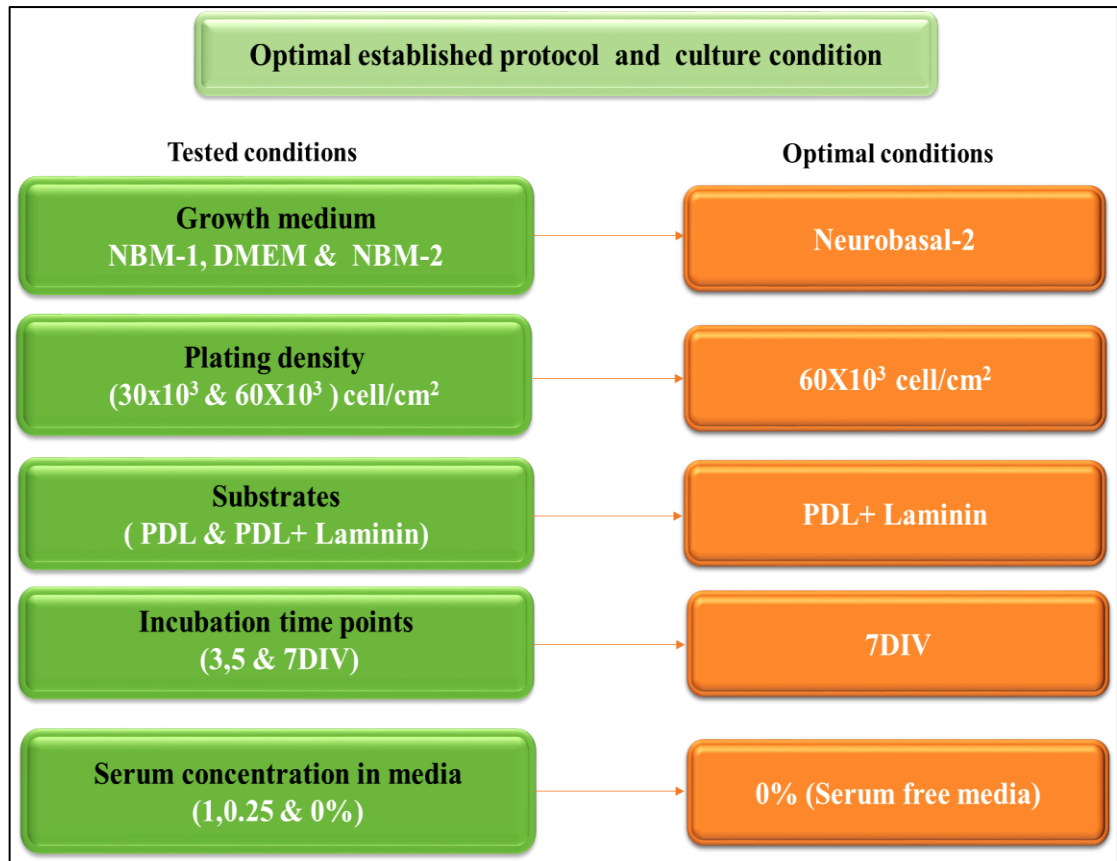 Optimal established protocol and culture condition
Tested conditions
Optimal conditions
Growth medium
NBM-1, DMEM & NBM-2
Neurobasal-2
Plating density
(30x10³ & 60X10³ ) cell/cm²
60X10³ cell/cm²
Substrates
( PDL & PDL+ Laminin)
PDL+ Laminin
Incubation time points
(3,5 & 7DIV)
7DIV
Serum concentration in media
(1,0.25 & 0%)
0% (Serum free media)